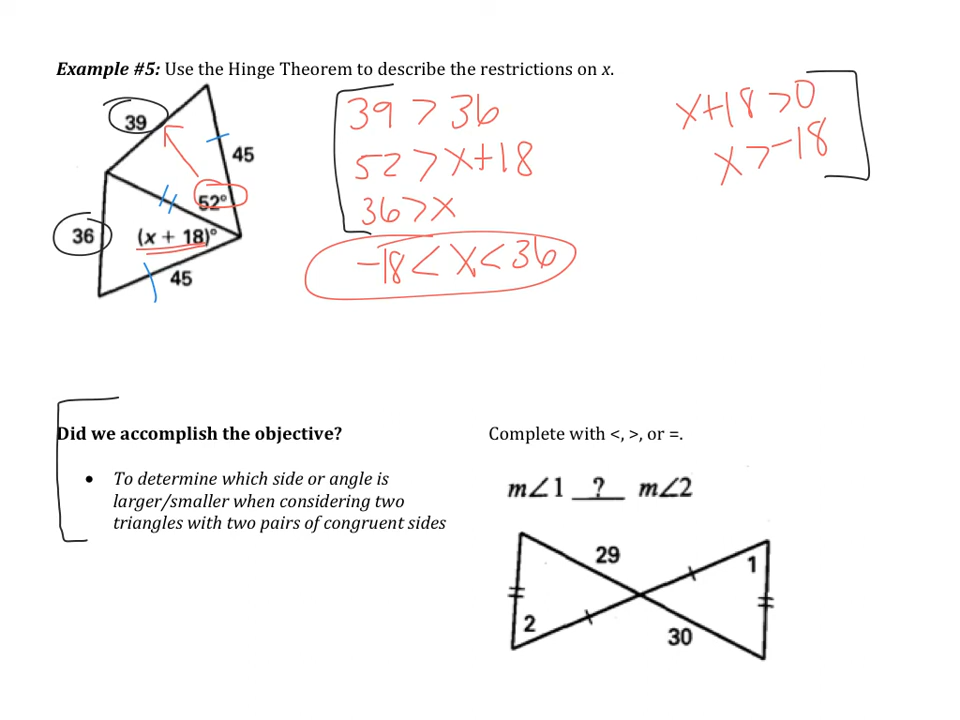 Example #5: Use the Hinge Theorem to describe the restrictions on x.
39
45
52°
36
(x + 18)°
45
39 > 36
52 > x+18
36 > x
-18 < x < 36
x+18 >0
x > -18
Did we accomplish the objective?
• To determine which side or angle is
larger/smaller when considering two
triangles with two pairs of congruent sides
Complete with <, >, or =.
m∠1 __?__ m∠2
29
1
2
30